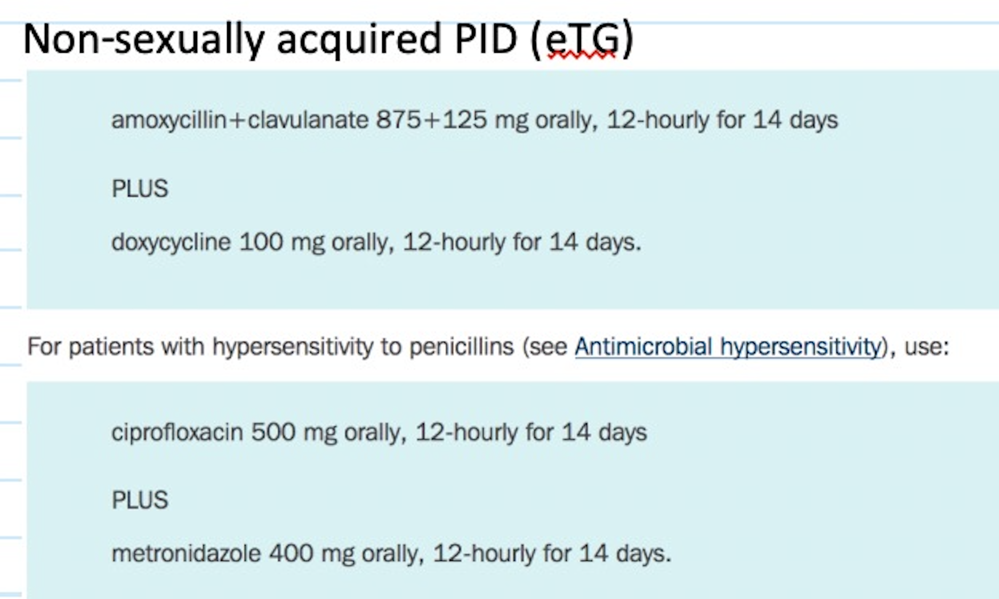 Non-sexually acquired PID (eTG)
amoxycillin+clavulanate 875+125 mg orally, 12-hourly for 14 days
PLUS
doxycycline 100 mg orally, 12-hourly for 14 days.
For patients with hypersensitivity to penicillins (see Antimicrobial hypersensitivity), use:
ciprofloxacin 500 mg orally, 12-hourly for 14 days
PLUS
metronidazole 400 mg orally, 12-hourly for 14 days.